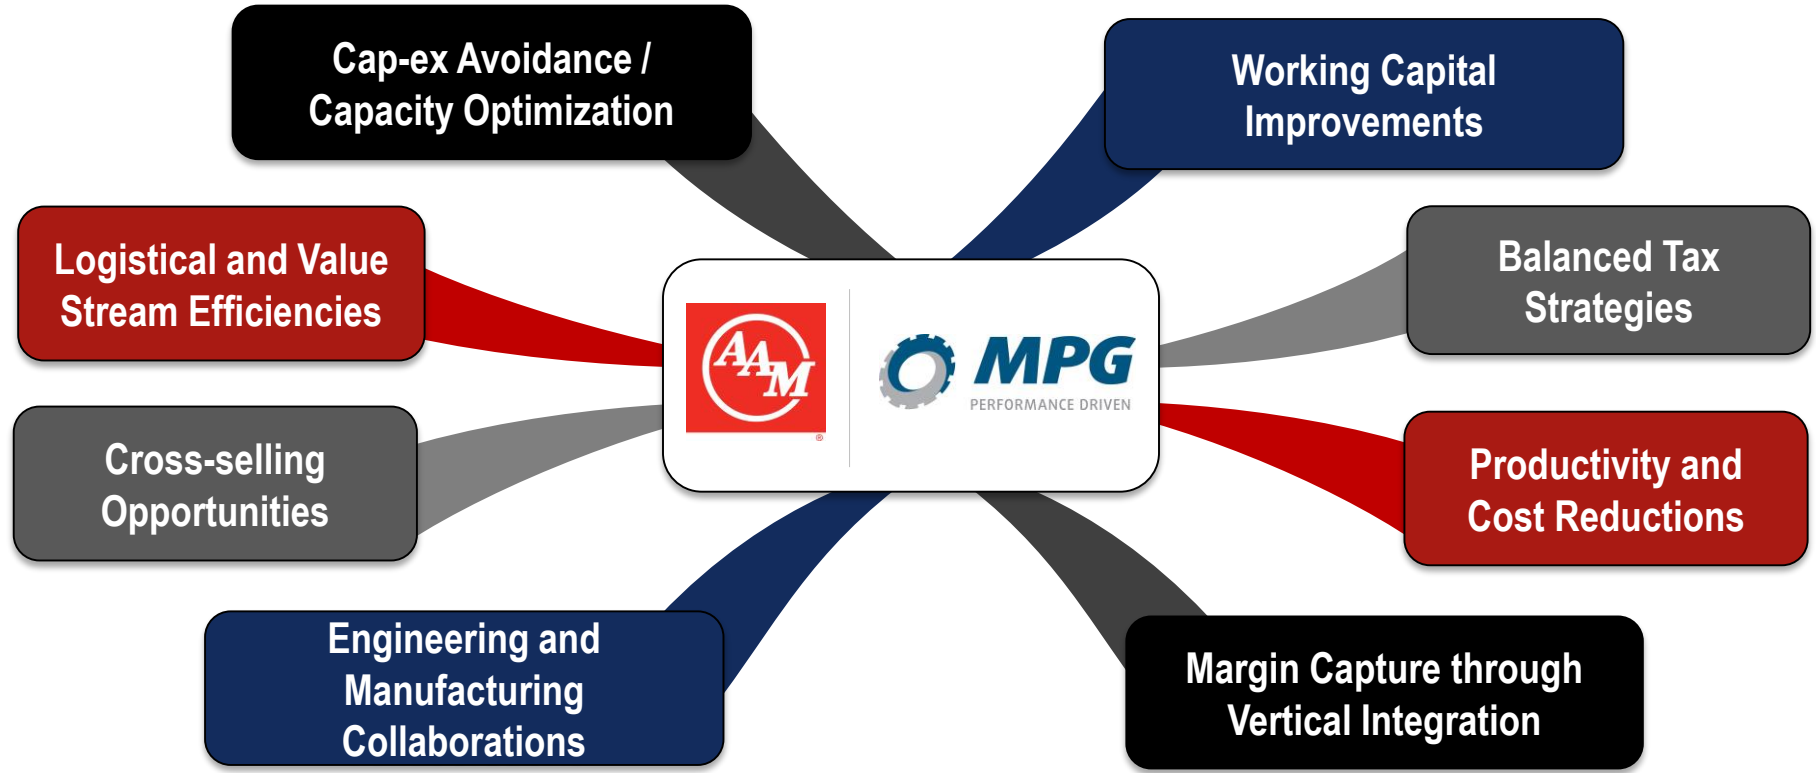 Cap-ex Avoidance /
Capacity Optimization
Working Capital
Improvements
Logistical and Value
Stream Efficiencies
Balanced Tax
Strategies
AAM
®
MPG
PERFORMANCE DRIVEN
Cross-selling
Opportunities
Productivity and
Cost Reductions
Engineering and
Manufacturing
Collaborations
Margin Capture through
Vertical Integration